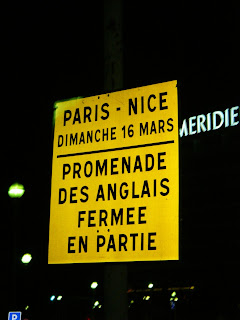 PARIS - NICE
DIMANCHE 16 MARS
PROMENADE
DES ANGLAIS
FERMEE
EN PARTIE
MERIDIE
P